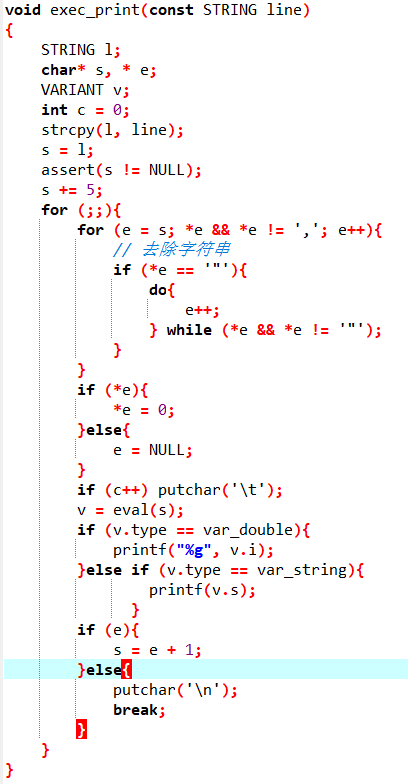 void exec_print(const STRING line)
{
    STRING l;
    char* s, * e;
    VARIANT v;
    int c = 0;
    strcpy(l, line);
    s = l;
    assert(s != NULL);
    s += 5;
    for (;;){
        for (e = s; *e && *e != ','; e++){
            // 去除字符串
            if (*e == '"'){
                do{
                    e++;
                } while (*e && *e != '"');
            }
        }
        if (*e){
            *e = 0;
        }else{
            e = NULL;
        }
        if (c++) putchar('\t');
        v = eval(s);
        if (v.type == var_double){
            printf("%g", v.i);
        }else if (v.type == var_string){
                printf(v.s);
              }
        if (e){
            s = e + 1;
        }else{
            putchar('\n');
            break;
        }
    }
}